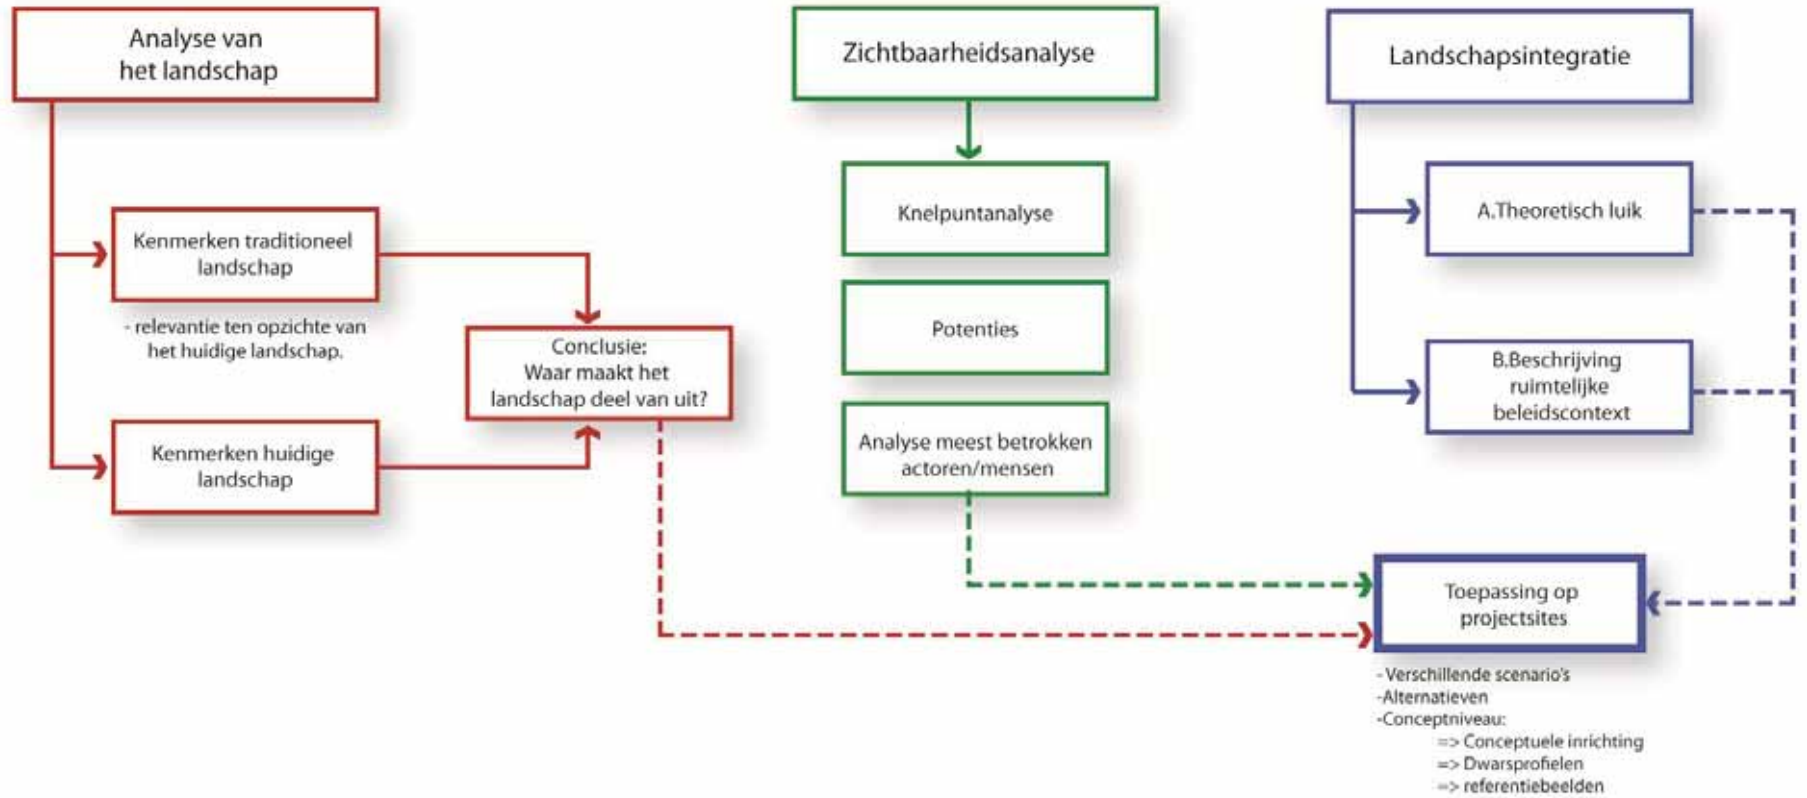 Analyse van
het landschap
Kenmerken traditioneel
landschap
- relevantie ten opzichte van
het huidige landschap.
Kenmerken huidige
landschap
Conclusie:
Waar maakt het
landschap deel van uit?
Zichtbaarheidsanalyse
Knelpuntanalyse
Potenties
Analyse meest betrokken
actoren/mensen
Landschapsintegratie
A.Theoretisch luik
B.Beschrijving
ruimtelijke
beleidscontext
Toepassing op
projectsites
- Verschillende scenario's
-Alternatieven
-Conceptniveau:
=> Conceptuele inrichting
=> Dwarsprofielen
=> referentiebeelden